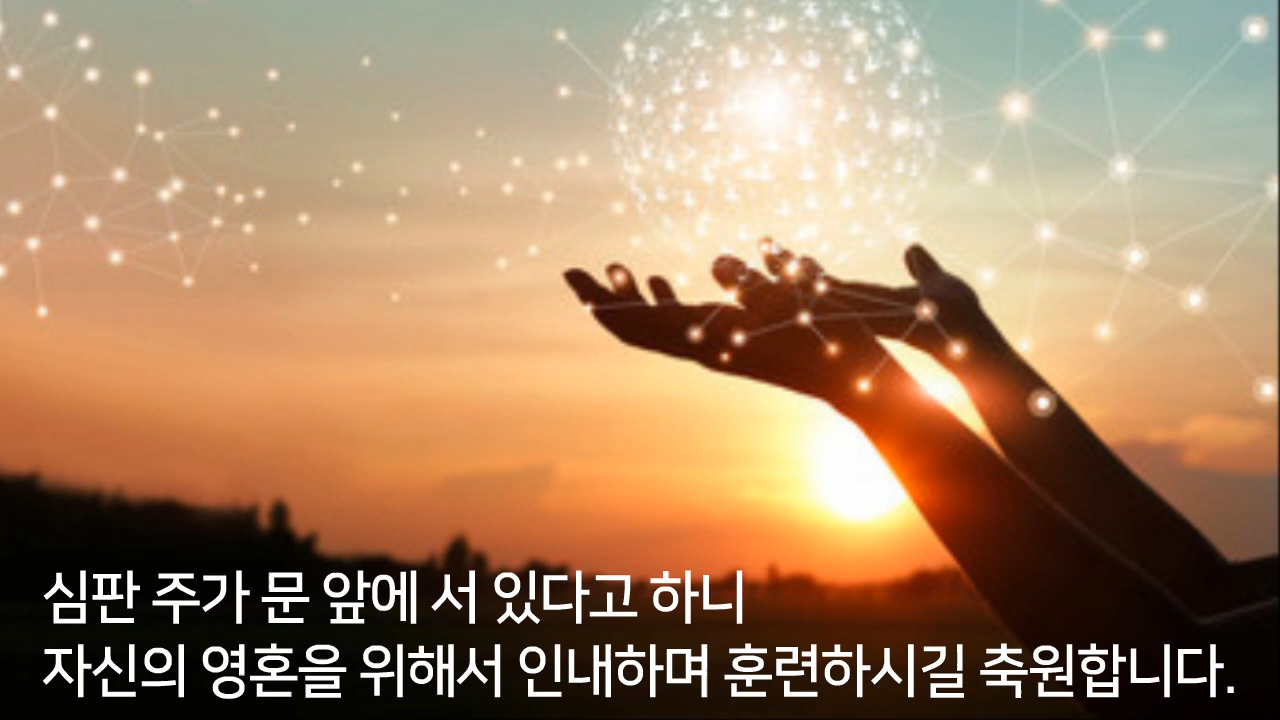 심판 주가 문 앞에 서 있다고 하니
자신의 영혼을 위해서 인내하며 훈련하시길 축원합니다.